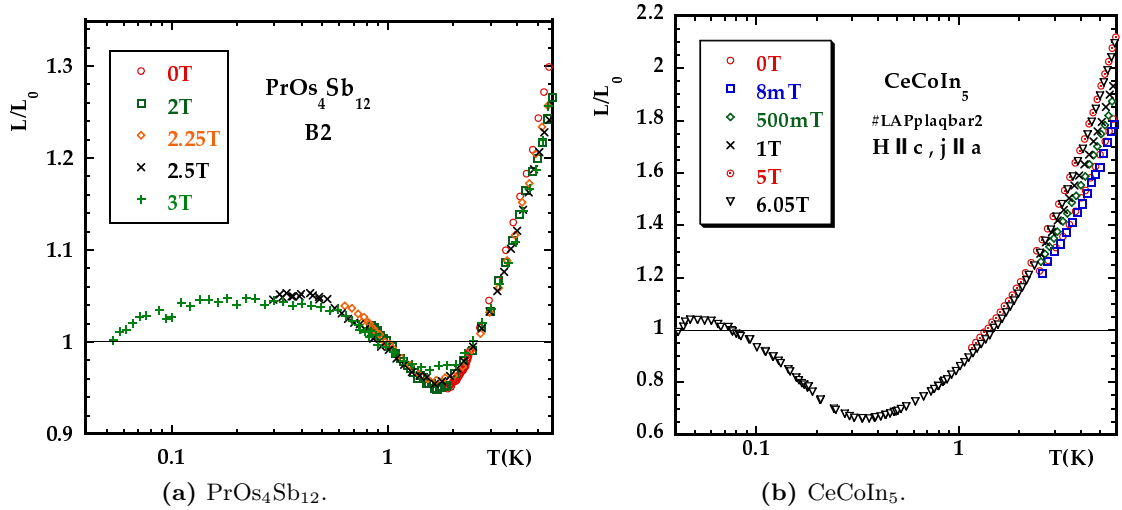 L/L0
1.3
1.2
1.1
1
0.9
0T
2T
2.25T
2.5T
3T
PrOs4Sb12
B2
0.1
1
T(K)
(a) PrOs4Sb12.
L/L0
2.2
2
1.8
1.6
1.4
1.2
1
0.8
0.6
0T
8mT
500mT
1T
5T
6.05T
CeCoIn5
#LAPplaqbar2
H ‖ c , j ‖ a
0.1
1
T(K)
(b) CeCoIn5.